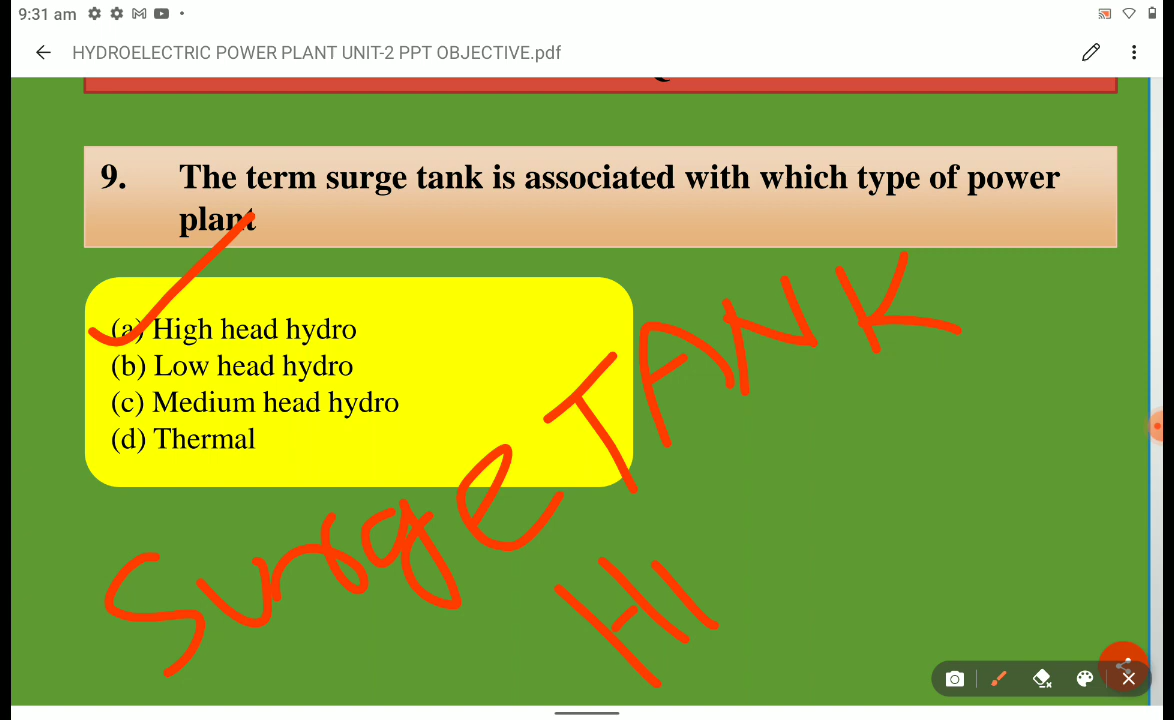 9:31 am
HYDROELECTRIC POWER PLANT UNIT-2 PPT OBJECTIVE.pdf
9. The term surge tank is associated with which type of power
plant
(a) High head hydro
(b) Low head hydro
(c) Medium head hydro
(d) Thermal
Surge TANK
HI